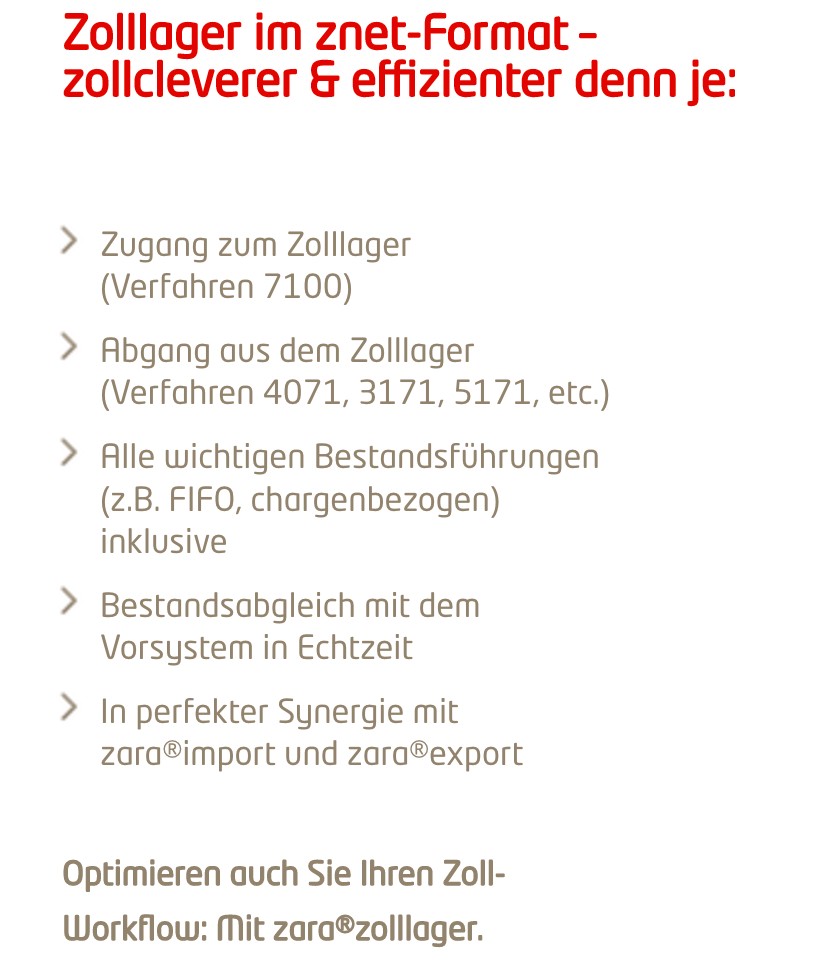 Zolllager im znet-Format –
zollcleverer & effizienter denn je:
Zugang zum Zolllager
(Verfahren 7100)
Abgang aus dem Zolllager
(Verfahren 4071, 3171, 5171, etc.)
Alle wichtigen Bestandsführungen
(z.B. FIFO, chargenbezogen)
inklusive
Bestandsabgleich mit dem
Vorsystem in Echtzeit
In perfekter Synergie mit
zara®import und zara®export
Optimieren auch Sie Ihren Zoll-
Workflow: Mit zara®zolllager.